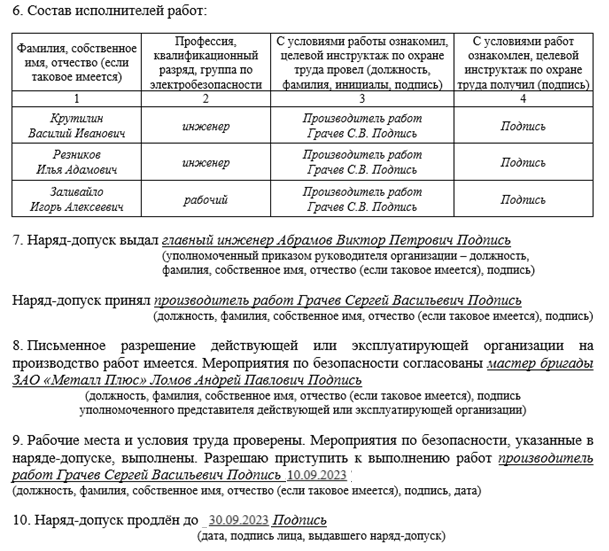 6. Состав исполнителей работ:
Фамилия, собственное имя, отчество (если таковое имеется)
Профессия, квалификационный разряд, группа по электробезопасности
С условиями работы ознакомил, целевой инструктаж по охране труда провел (должность, фамилия, инициалы, подпись)
С условиями работ ознакомлен, целевой инструктаж по охране труда получил (подпись)
1 2 3 4
Крутилин Василий Иванович инженер Производитель работ Грачев С.В. Подпись Подпись
Резников Илья Адамович инженер Производитель работ Грачев С.В. Подпись Подпись
Заливайло Игорь Алексеевич рабочий Производитель работ Грачев С.В. Подпись Подпись
7. Наряд-допуск выдал главный инженер Абрамов Виктор Петрович Подпись
(уполномоченный приказом руководителя организации – должность,
фамилия, собственное имя, отчество (если таковое имеется), подпись)
Наряд-допуск принял производитель работ Грачев Сергей Васильевич Подпись
(должность, фамилия, собственное имя, отчество (если таковое имеется), подпись)
8. Письменное разрешение действующей или эксплуатирующей организации на
производство работ имеется. Мероприятия по безопасности согласованы мастер бригады
ЗАО «Металл Плюс» Ломов Андрей Павлович Подпись
(должность, фамилия, собственное имя, отчество (если таковое имеется), подпись
уполномоченного представителя действующей или эксплуатирующей организации)
9. Рабочие места и условия труда проверены. Мероприятия по безопасности, указанные в
наряде-допуске, выполнены. Разрешаю приступить к выполнению работ производитель
работ Грачев Сергей Васильевич Подпись 10.09.2023
(должность, фамилия, собственное имя, отчество (если таковое имеется), подпись, дата)
10. Наряд-допуск продлён до 30.09.2023 Подпись
(дата, подпись лица, выдавшего наряд-допуск)